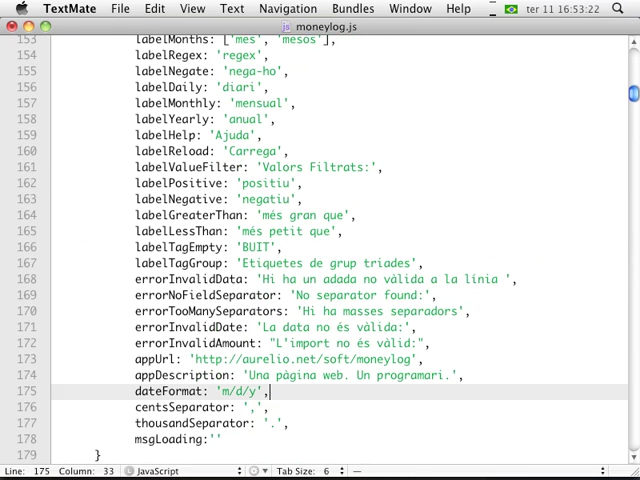 TextMate File Edit View Text Navigation Bundles Window Help ter 11 16:53:22
moneylog.js
153 labelMonths: ['mes', 'mesos'],
154 labelRegex: 'regex',
155 labelNegate: 'nega-ho',
156 labelDaily: 'diari',
157 labelMonthly: 'mensual',
158 labelYearly: 'anual',
159 labelHelp: 'Ajuda',
160 labelReload: 'Carrega',
161 labelValueFilter: 'Valors Filtrats:',
162 labelPositive: 'positiu',
163 labelNegative: 'negatiu',
164 labelGreaterThan: 'més gran que',
165 labelLessThan: 'més petit que',
166 labelTagEmpty: 'BUIT',
167 labelTagGroup: 'Etiquetes de grup triades',
168 errorInvalidData: 'Hi ha un adada no vàlida a la línia ',
169 errorNoFieldSeparator: 'No separator found:',
170 errorTooManySeparators: 'Hi ha masses separadors',
171 errorInvalidDate: 'La data no és vàlida:',
172 errorInvalidAmount: "L'import no és vàlid:",
173 appUrl: 'http://aurelio.net/soft/moneylog',
174 appDescription: 'Una pàgina web. Un programari.',
175 dateFormat: 'm/d/y',
176 centsSeparator: ',',
177 thousandSeparator: '.',
178 msgLoading:''
179 }
Line: 175 Column: 33 JavaScript Tab Size: 6 —